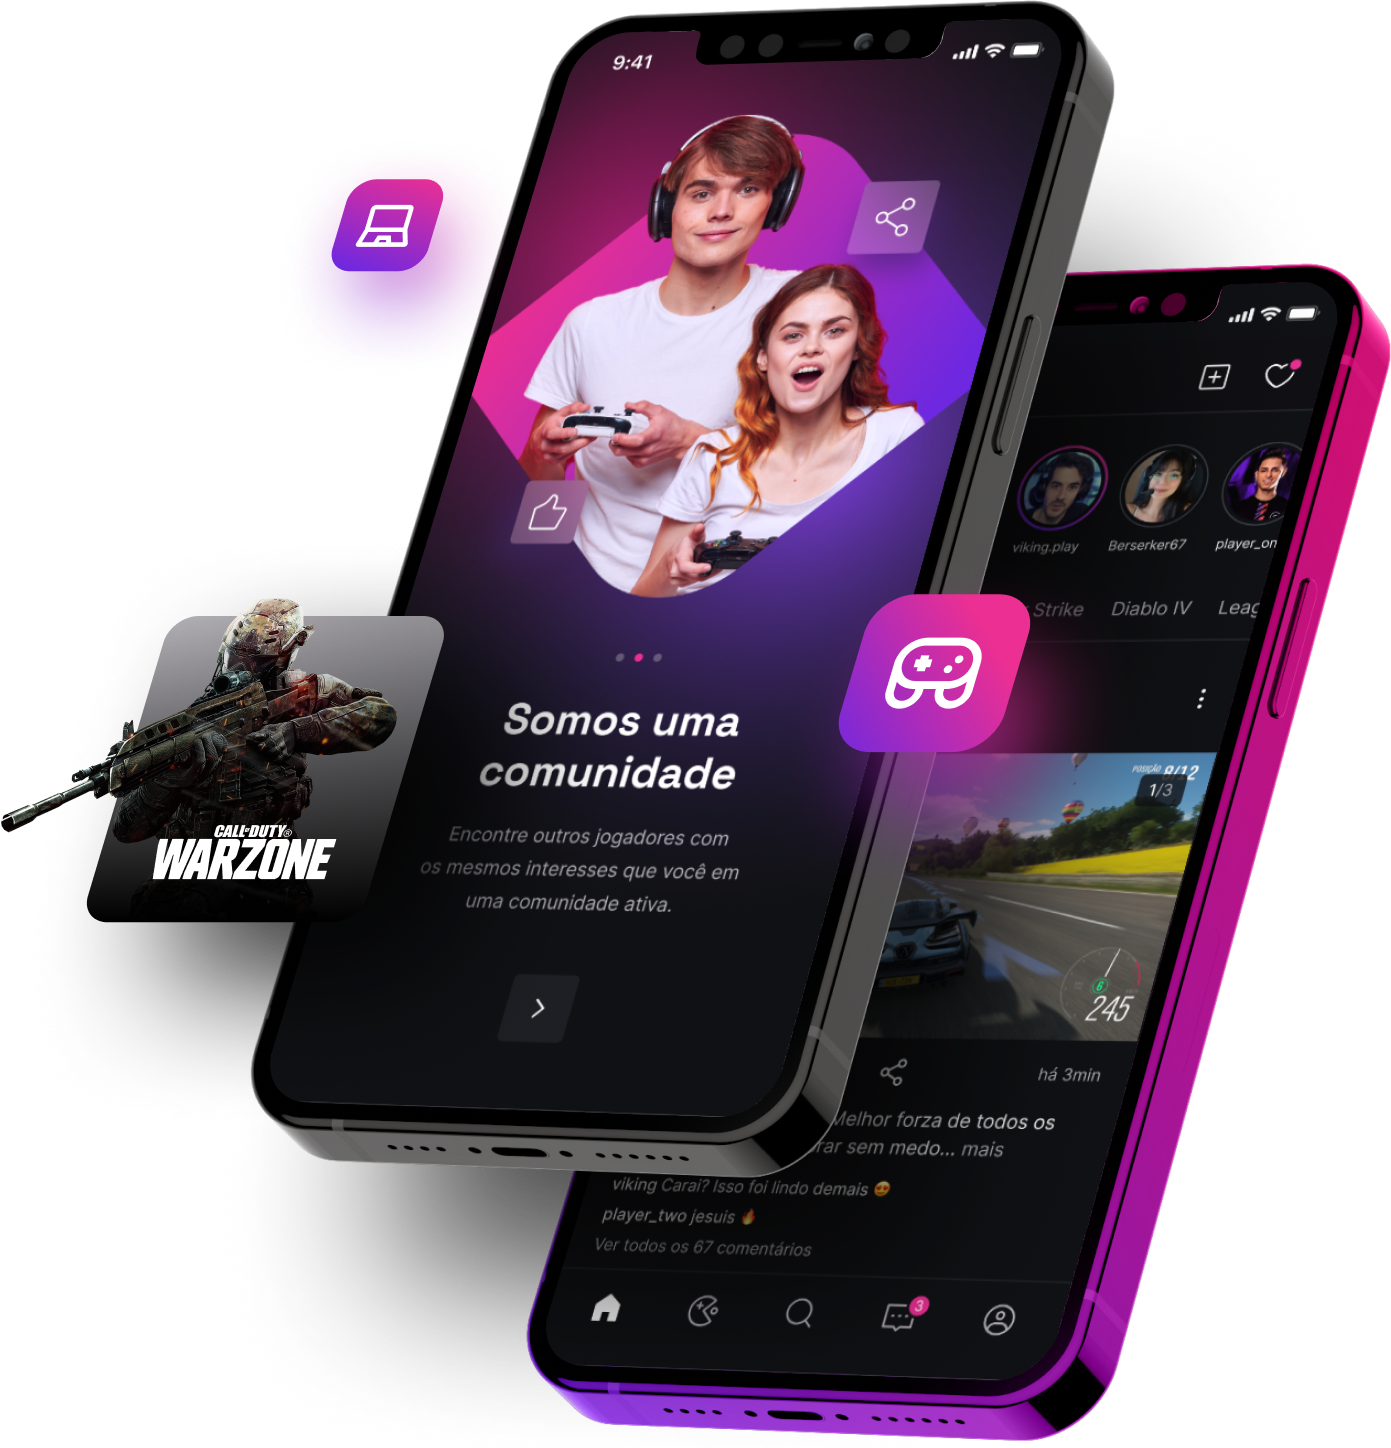 9:41
Somos uma
comunidade
Encontre outros jogadores com
os mesmos interesses que você em
uma comunidade ativa.
CALL OF DUTY®
WARZONE
viking.play
Berserker67
player_on
Strike
Diablo IV
Leag
POSIÇÃO 8/12
1/3
6
245
há 3min
Melhor forza de todos os
rar sem medo... mais
viking Carai? Isso foi lindo demais 😍
player_two jesuis 🔥
Ver todos os 67 comentários
3